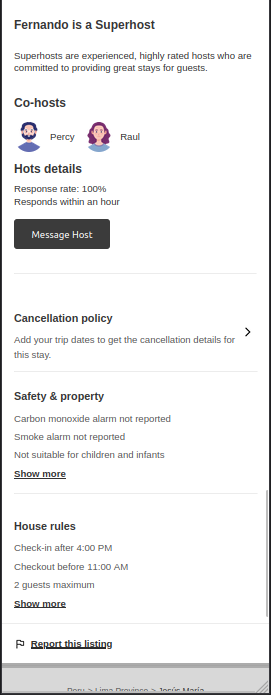 Fernando is a Superhost
Superhosts are experienced, highly rated hosts who are
committed to providing great stays for guests.
Co-hosts
Percy
Raul
Hots details
Response rate: 100%
Responds within an hour
Message Host
Cancellation policy
Add your trip dates to get the cancellation details for
this stay.
Safety & property
Carbon monoxide alarm not reported
Smoke alarm not reported
Not suitable for children and infants
Show more
House rules
Check-in after 4:00 PM
Checkout before 11:00 AM
2 guests maximum
Show more
Report this listing
Peru > Lima Province > Jesús María